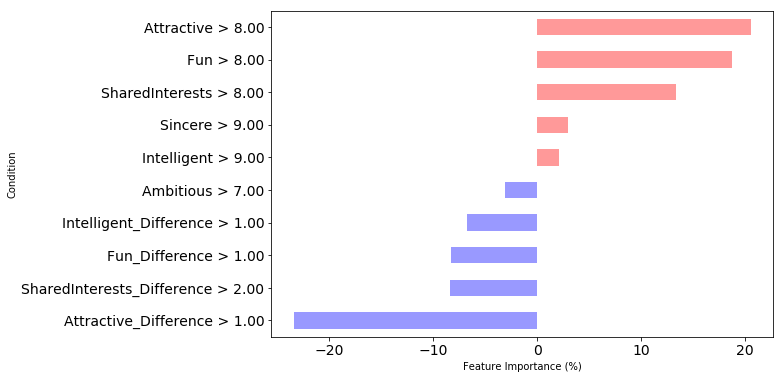 Attractive > 8.00
Fun > 8.00
SharedInterests > 8.00
Sincere > 9.00
Intelligent > 9.00
Ambitious > 7.00
Intelligent_Difference > 1.00
Fun_Difference > 1.00
SharedInterests_Difference > 2.00
Attractive_Difference > 1.00
Condition
−20 −10 0 10 20
Feature Importance (%)